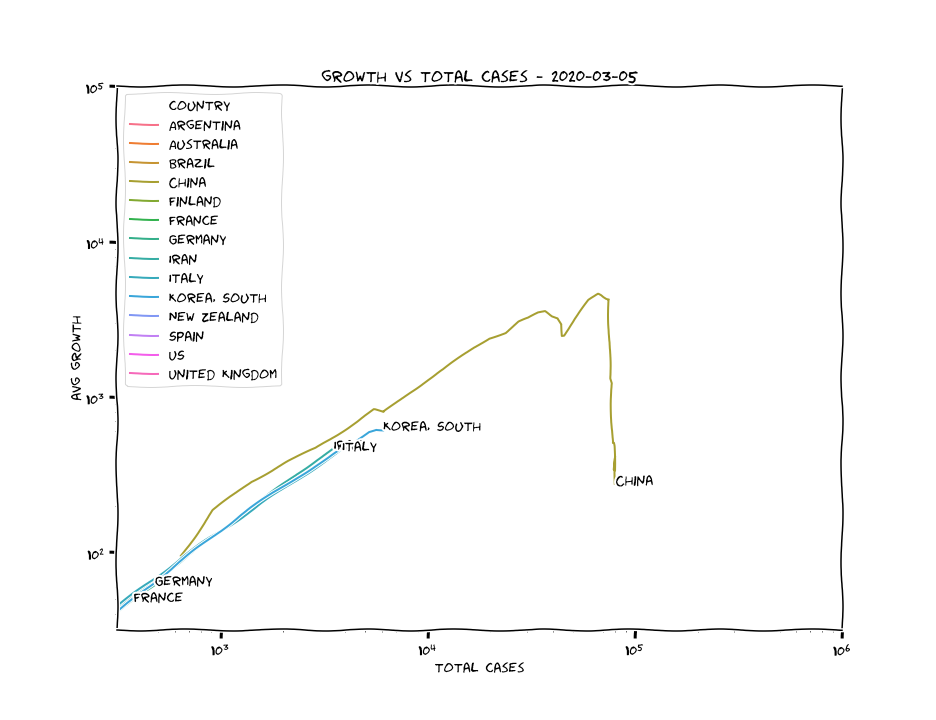 GROWTH VS TOTAL CASES - 2020-03-05
10⁵
10⁴
10³
10²
AVG GROWTH
COUNTRY
ARGENTINA
AUSTRALIA
BRAZIL
CHINA
FINLAND
FRANCE
GERMANY
IRAN
ITALY
KOREA, SOUTH
NEW ZEALAND
SPAIN
US
UNITED KINGDOM
KOREA, SOUTH
ITALY
CHINA
GERMANY
FRANCE
10³ 10⁴ 10⁵ 10⁶
TOTAL CASES